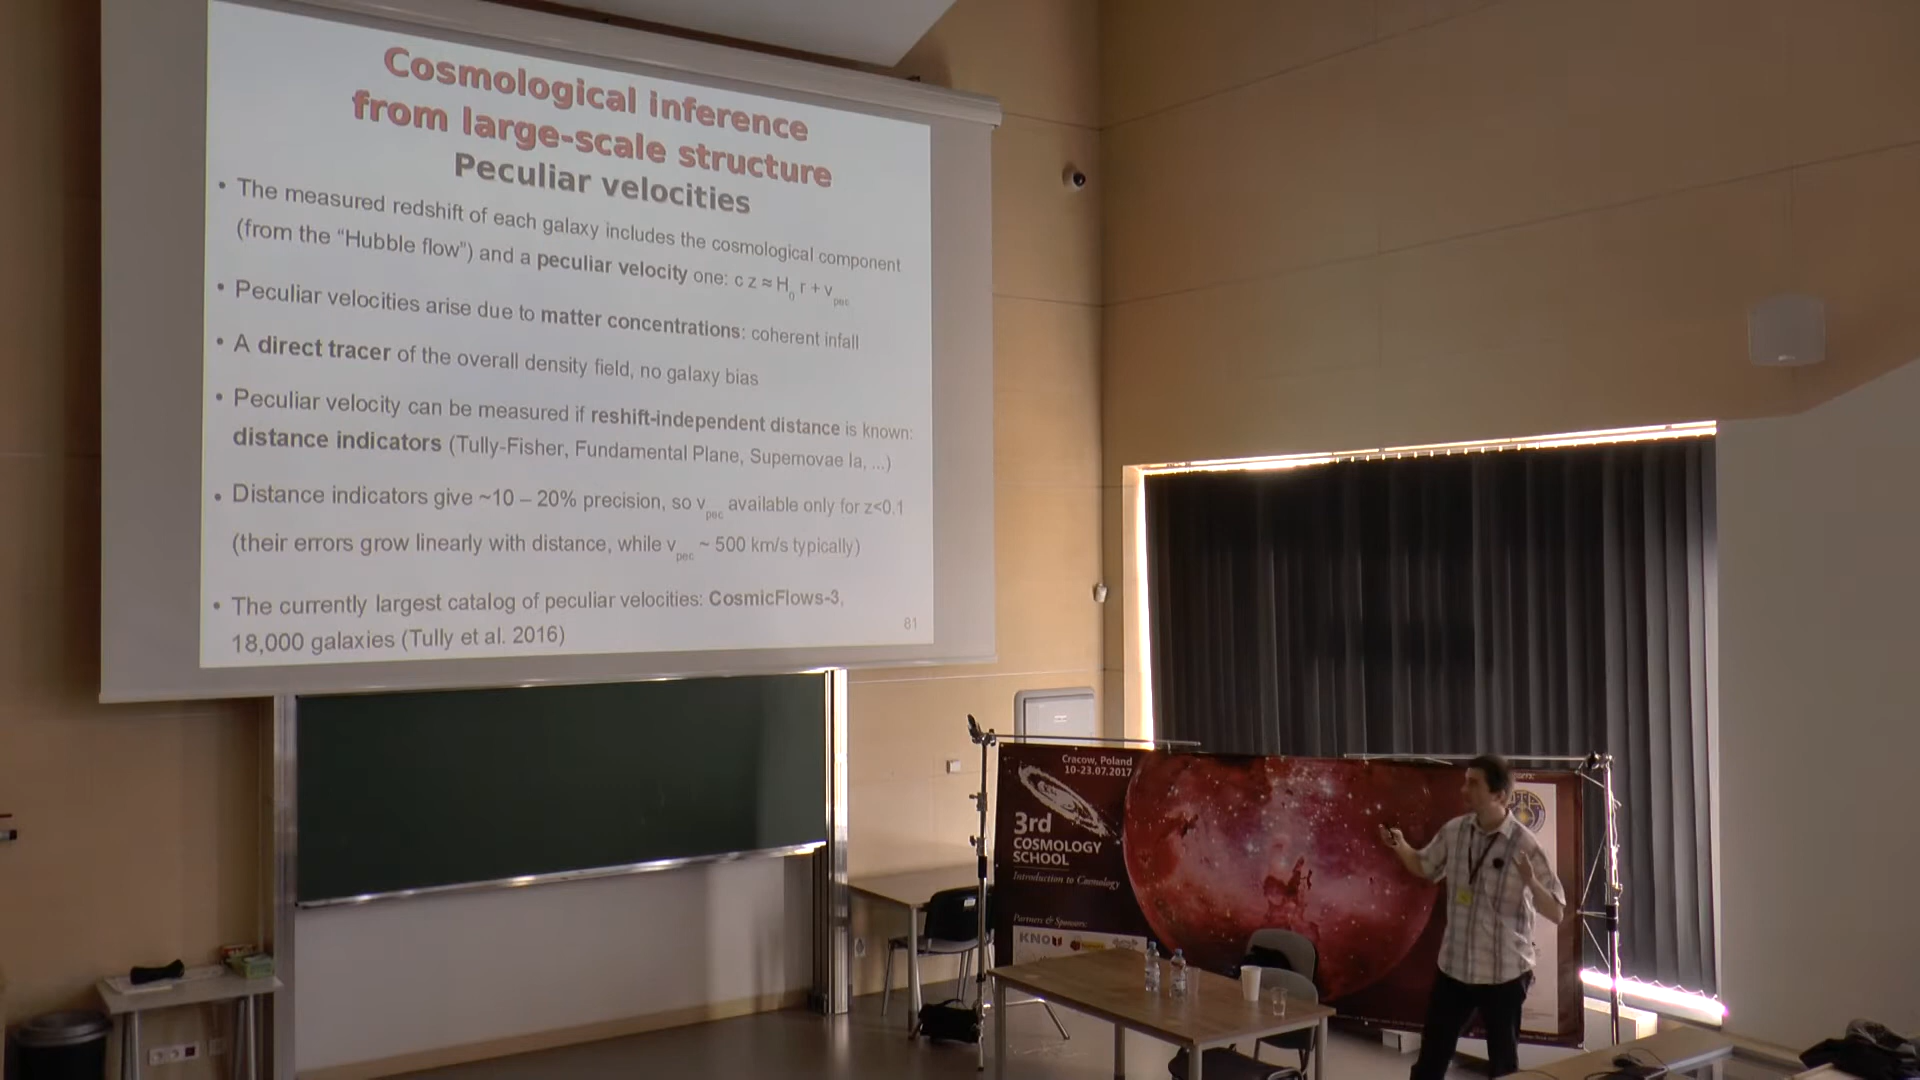 Cosmological inference
from large-scale structure
Peculiar velocities
• The measured redshift of each galaxy includes the cosmological component
(from the “Hubble flow”) and a peculiar velocity one: c z ≈ H0 r + vpec
• Peculiar velocities arise due to matter concentrations: coherent infall
• A direct tracer of the overall density field, no galaxy bias
• Peculiar velocity can be measured if reshift-independent distance is known:
distance indicators (Tully-Fisher, Fundamental Plane, Supernovae Ia, ...)
• Distance indicators give ~10 – 20% precision, so vpec available only for z<0.1
(their errors grow linearly with distance, while vpec ~ 500 km/s typically)
• The currently largest catalog of peculiar velocities: CosmicFlows-3,
18,000 galaxies (Tully et al. 2016)
81
Cracow, Poland
10-23.07.2017
3rd
COSMOLOGY
SCHOOL
Introduction to Cosmology
Partners & Sponsors:
KNOW